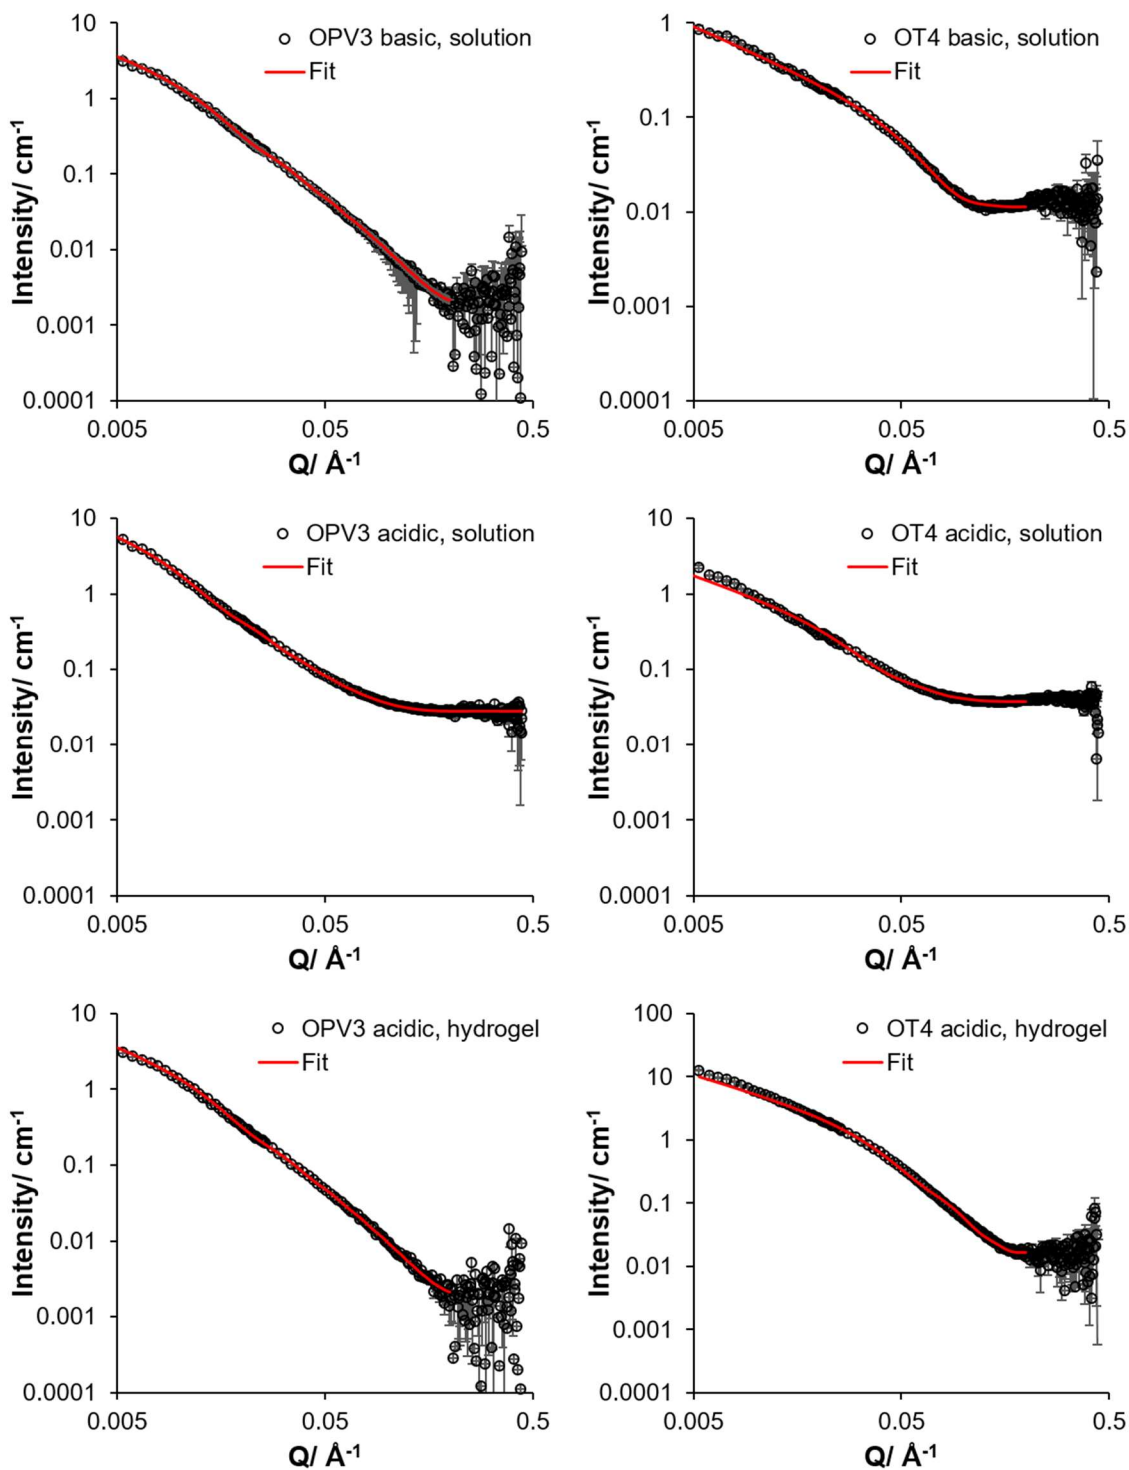 10
1
0.1
0.01
0.001
0.0001
Intensity/ cm-1
OPV3 basic, solution
Fit
0.005
0.05
0.5
Q/ Å-1
1
0.1
0.01
0.001
0.0001
Intensity/ cm-1
OT4 basic, solution
Fit
0.005
0.05
0.5
Q/ Å-1
10
1
0.1
0.01
0.001
0.0001
Intensity/ cm-1
OPV3 acidic, solution
Fit
0.005
0.05
0.5
Q/ Å-1
10
1
0.1
0.01
0.001
0.0001
Intensity/ cm-1
OT4 acidic, solution
Fit
0.005
0.05
0.5
Q/ Å-1
10
1
0.1
0.01
0.001
0.0001
Intensity/ cm-1
OPV3 acidic, hydrogel
Fit
0.005
0.05
0.5
Q/ Å-1
100
10
1
0.1
0.01
0.001
0.0001
Intensity/ cm-1
OT4 acidic, hydrogel
Fit
0.005
0.05
0.5
Q/ Å-1